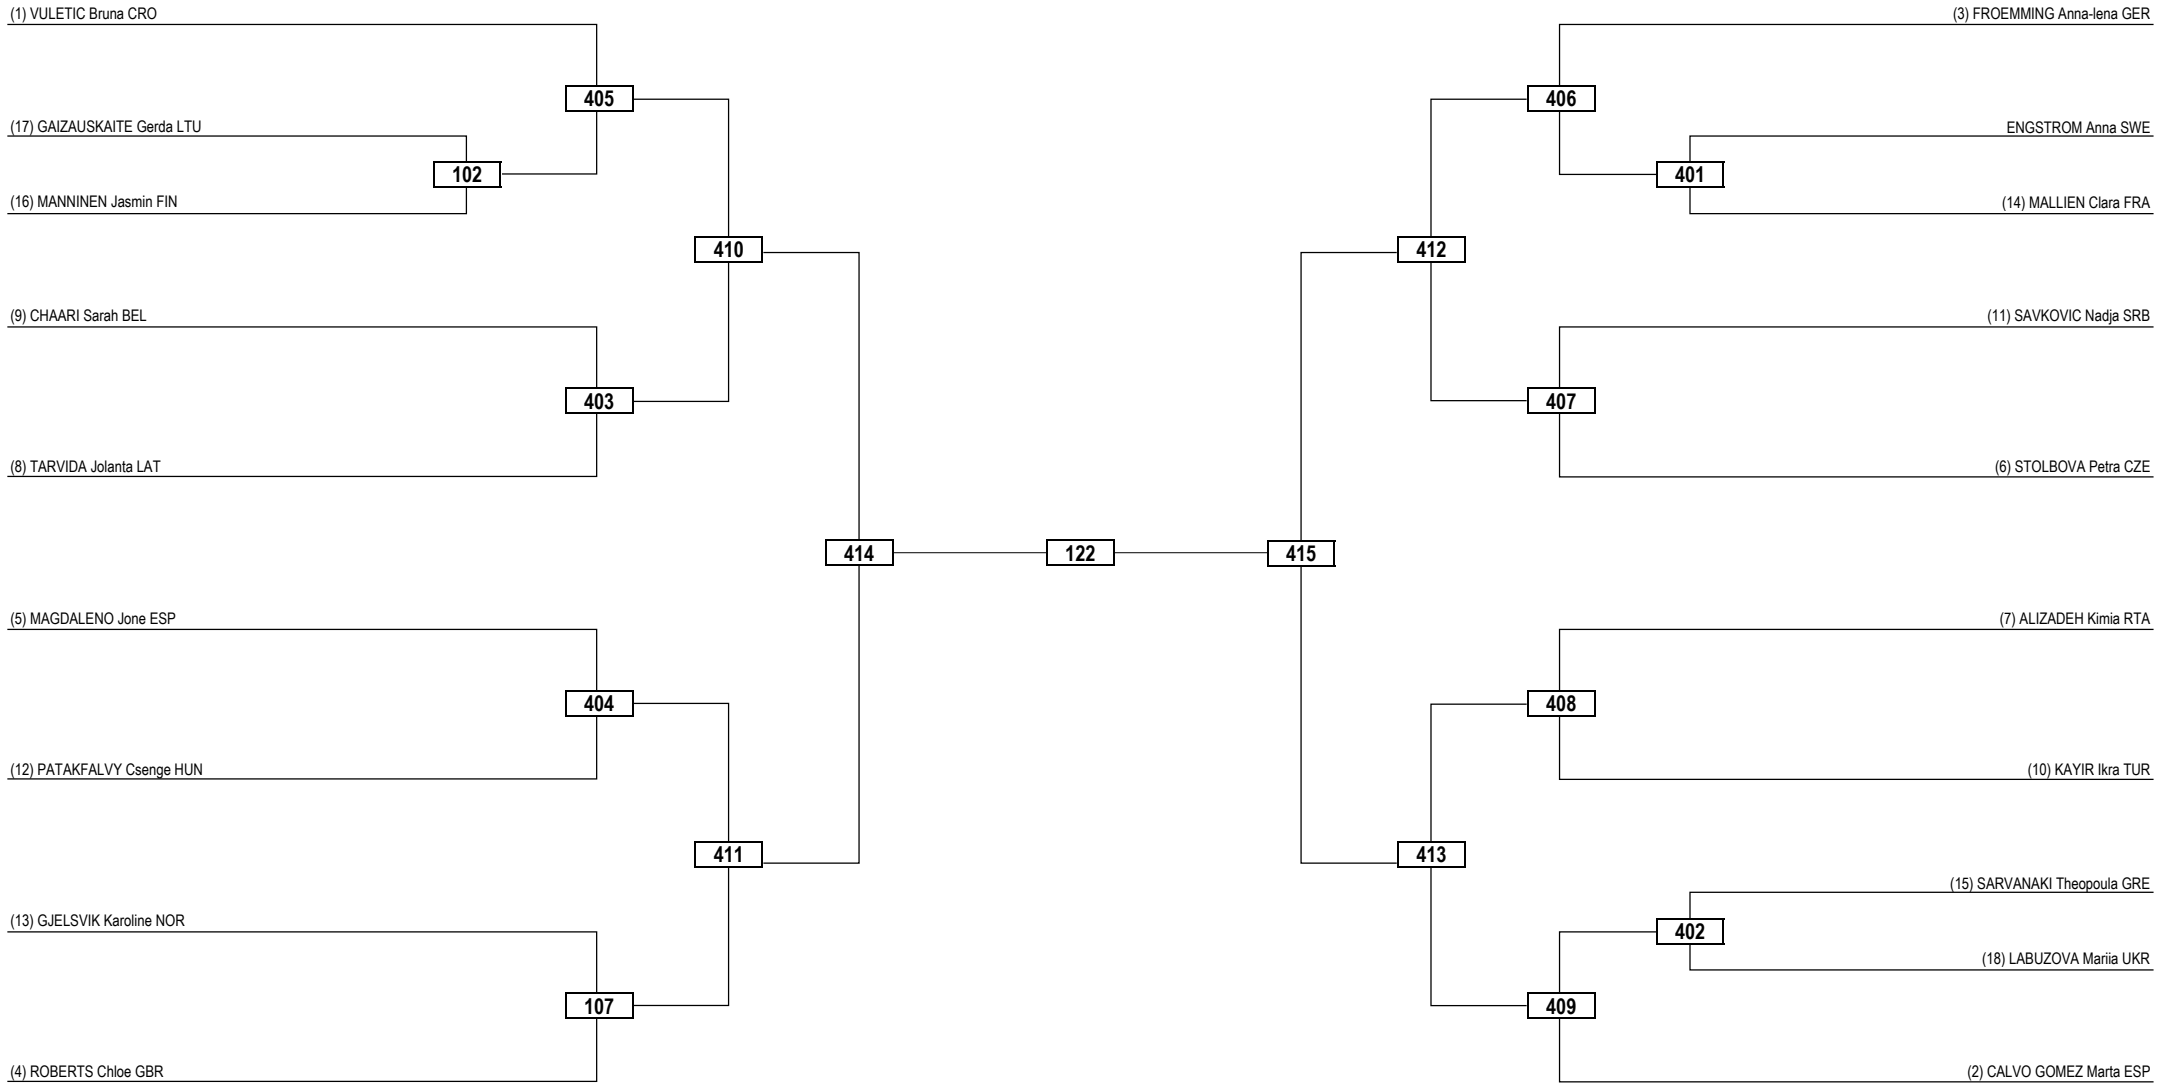 (1) VULETIC Bruna CRO
(3) FROEMMING Anna-lena GER
405
406
(17) GAIZAUSKAITE Gerda LTU
ENGSTROM Anna SWE
102
401
(16) MANNINEN Jasmin FIN
(14) MALLIEN Clara FRA
410
412
(9) CHAARI Sarah BEL
(11) SAVKOVIC Nadja SRB
403
407
(8) TARVIDA Jolanta LAT
(6) STOLBOVA Petra CZE
414
122
415
(5) MAGDALENO Jone ESP
(7) ALIZADEH Kimia RTA
404
408
(12) PATAKFALVY Csenge HUN
(10) KAYIR Ikra TUR
411
413
(15) SARVANAKI Theopoula GRE
(13) GJELSVIK Karoline NOR
402
(18) LABUZOVA Mariia UKR
107
409
(4) ROBERTS Chloe GBR
(2) CALVO GOMEZ Marta ESP